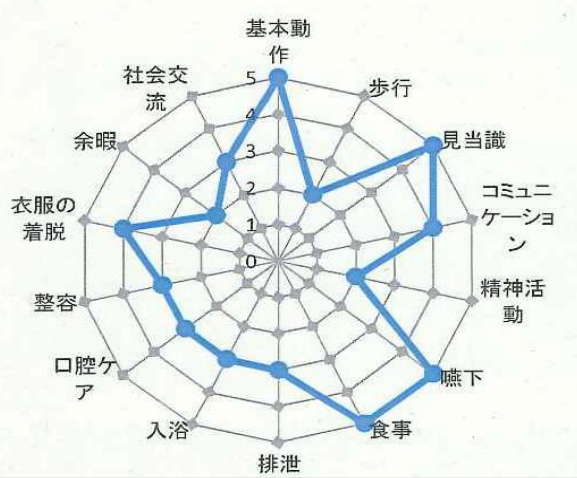 基本動
作
歩行
見当識
コミュニ
ケーショ
ン
精神活
動
嚥下
食事
排泄
入浴
口腔ケ
ア
整容
衣服の
着脱
余暇
社会交
流
5
4
3
2
1
0